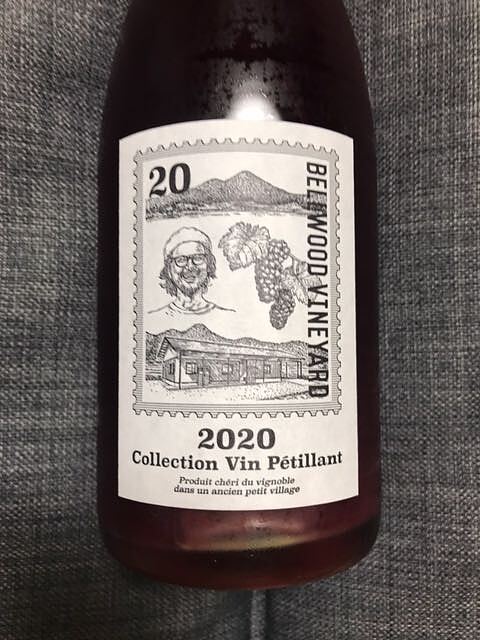 20
BELLWOOD VINEYARD
2020
Collection Vin Pétillant
Produit chéri du vignoble
dans un ancien petit village